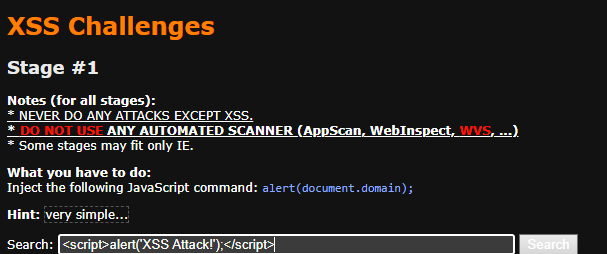 XSS Challenges
Stage #1
Notes (for all stages):
* NEVER DO ANY ATTACKS EXCEPT XSS.
* DO NOT USE ANY AUTOMATED SCANNER (AppScan, WebInspect, WVS, ...)
* Some stages may fit only IE.
What you have to do:
Inject the following JavaScript command: alert(document.domain);
Hint: very simple...
Search: <script>alert('XSS Attack!');</script> Search